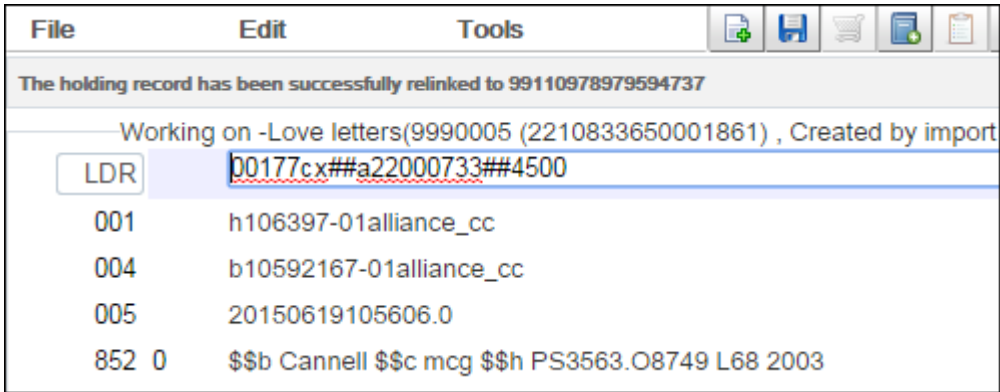 File Edit Tools
The holding record has been successfully relinked to 99110978979594737
Working on -Love letters(9990005 (2210833650001861) , Created by import
LDR 00177cx##a22000733##4500
001 h106397-01alliance_cc
004 b10592167-01alliance_cc
005 20150619105606.0
852 0 $$b Cannell $$c mcg $$h PS3563.O8749 L68 2003